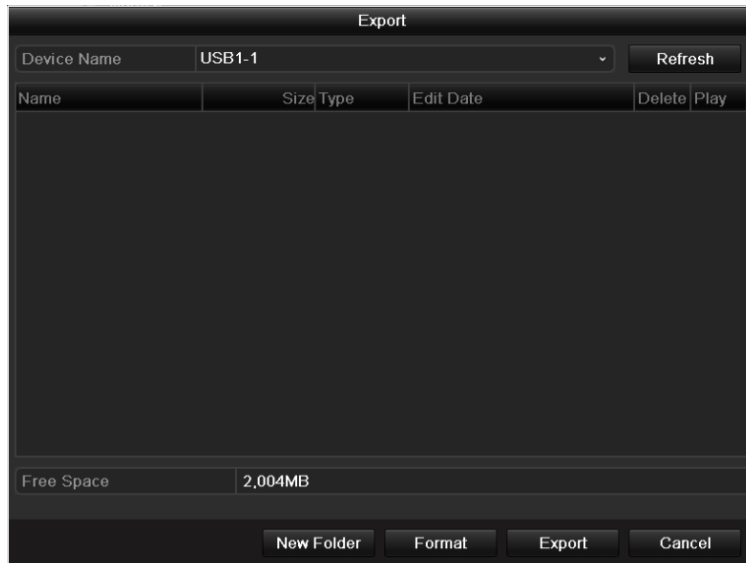 Export
Device Name USB1-1 Refresh
Name Size Type Edit Date Delete Play
Free Space 2,004MB
New Folder Format Export Cancel